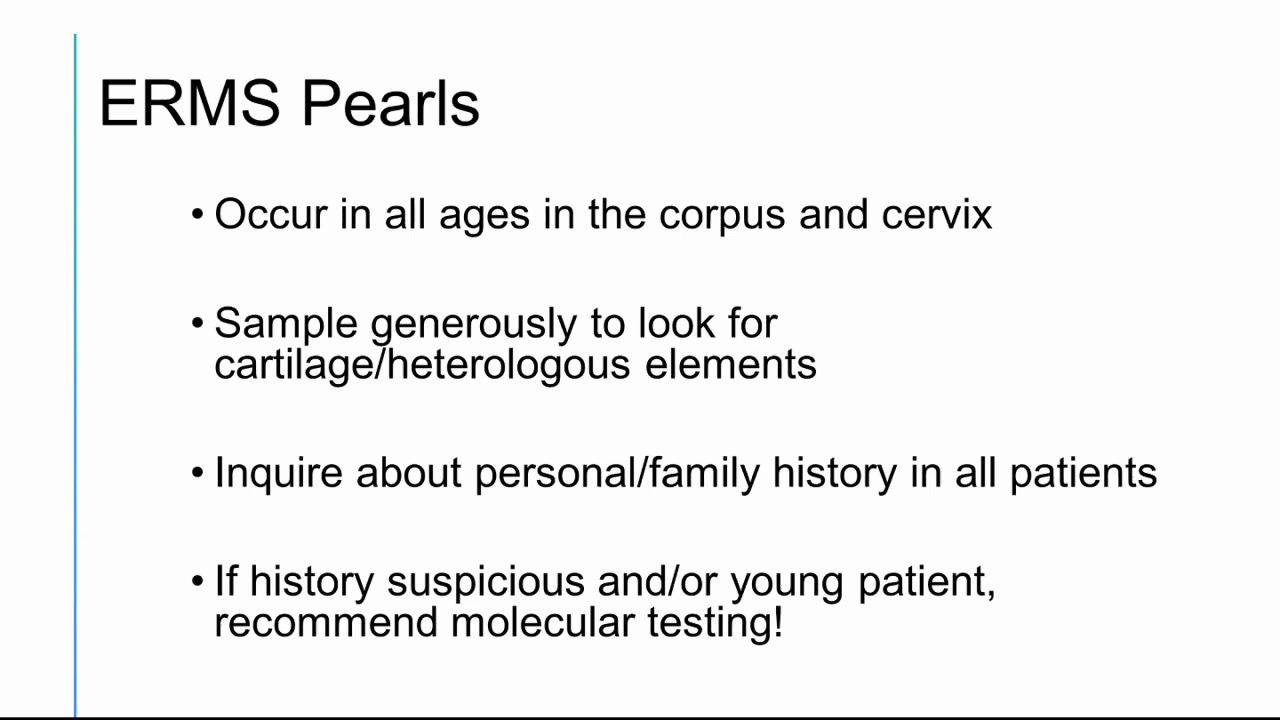 ERMS Pearls
• Occur in all ages in the corpus and cervix
• Sample generously to look for
cartilage/heterologous elements
• Inquire about personal/family history in all patients
• If history suspicious and/or young patient,
recommend molecular testing!